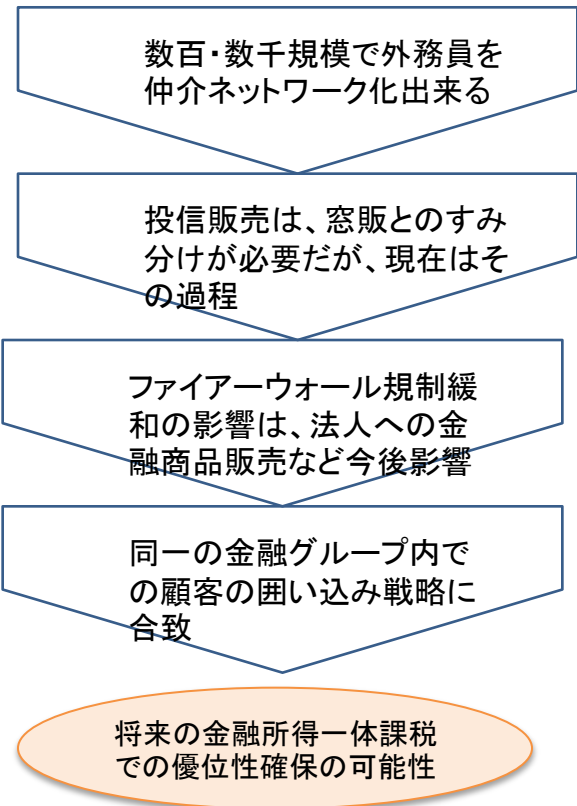 数百・数千規模で外務員を
仲介ネットワーク化出来る
投信販売は、窓販とのすみ
分けが必要だが、現在はそ
の過程
ファイアーウォール規制緩
和の影響は、法人への金
融商品販売など今後影響
同一の金融グループ内で
の顧客の囲い込み戦略に
合致
将来の金融所得一体課税
での優位性確保の可能性